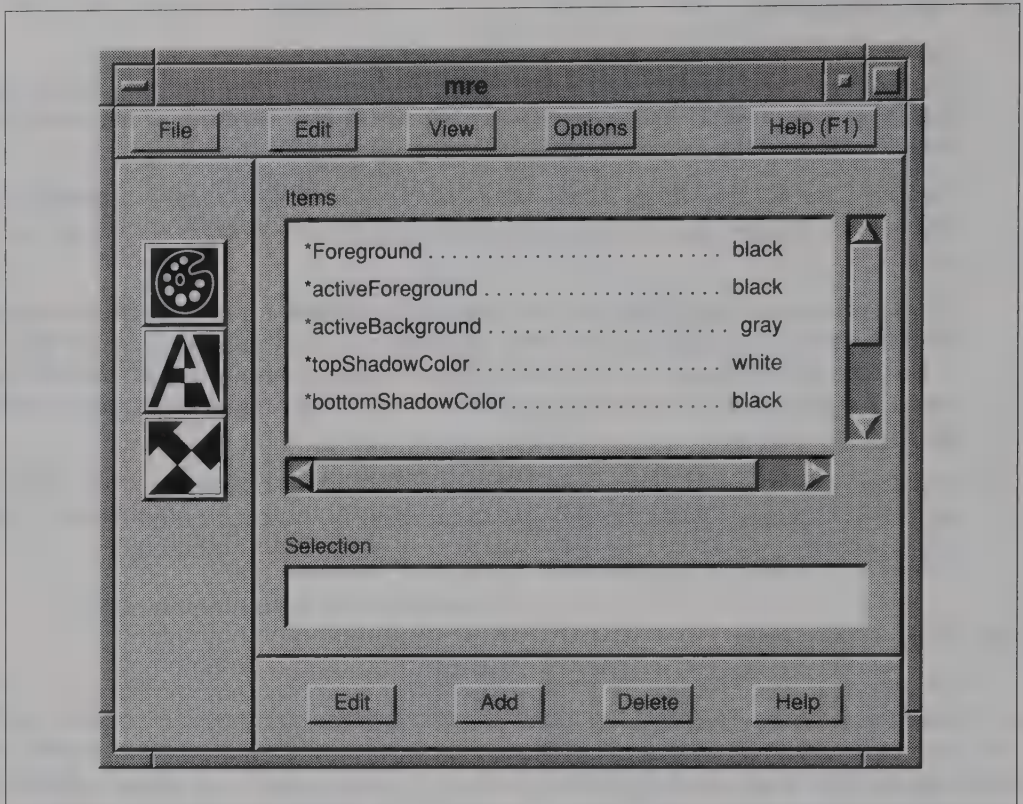 mre
File Edit View Options Help (F1)
Items
*Foreground . . . . . . . . . . . . . . . . . . . . . . . . . . black
*activeForeground . . . . . . . . . . . . . . . . . . . . . black
*activeBackground . . . . . . . . . . . . . . . . . . . . . gray
*topShadowColor . . . . . . . . . . . . . . . . . . . . . . white
*bottomShadowColor . . . . . . . . . . . . . . . . . . . black
Selection
Edit Add Delete Help